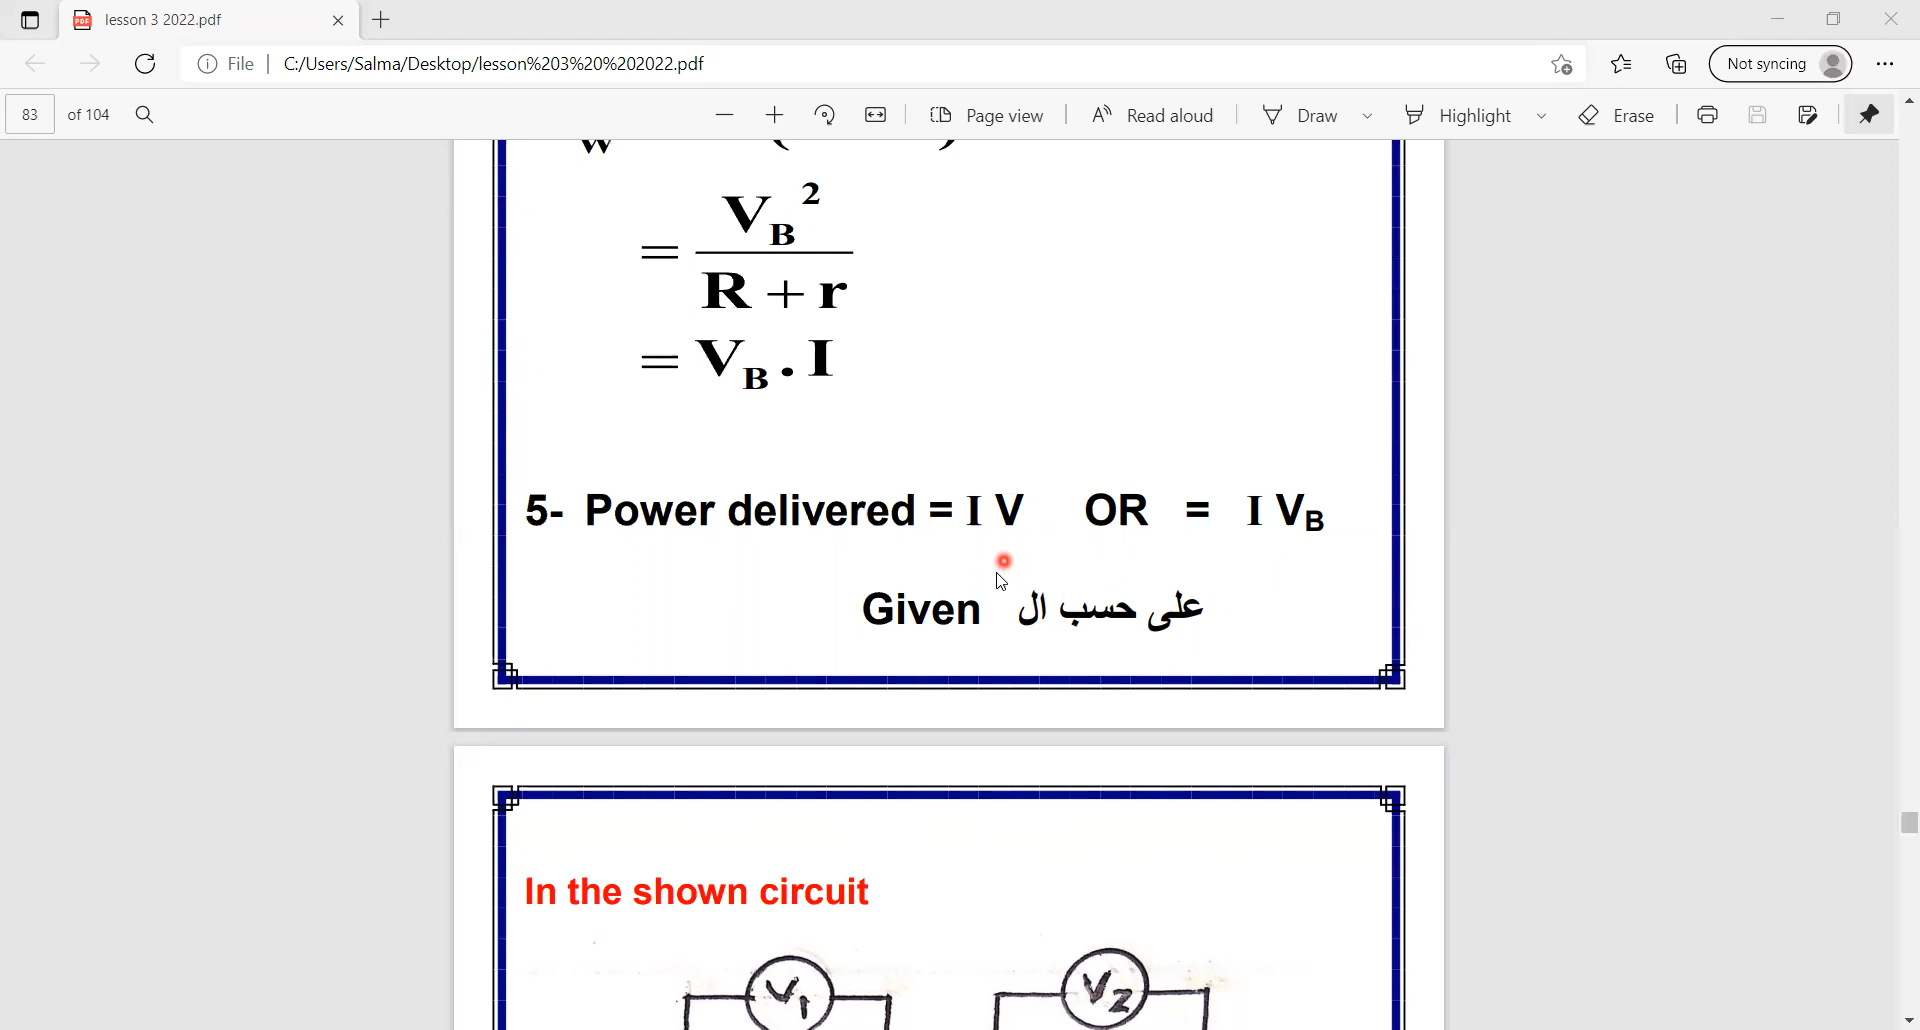 lesson 3 2022.pdf
File C:/Users/Salma/Desktop/lesson%203%20%202022.pdf
Not syncing
83 of 104
Page view
Read aloud
Draw
Highlight
Erase
= V_B^2 / R + r
= V_B . I
5- Power delivered = I V OR = I V_B
Given على حسب ال
In the shown circuit
V1 V2